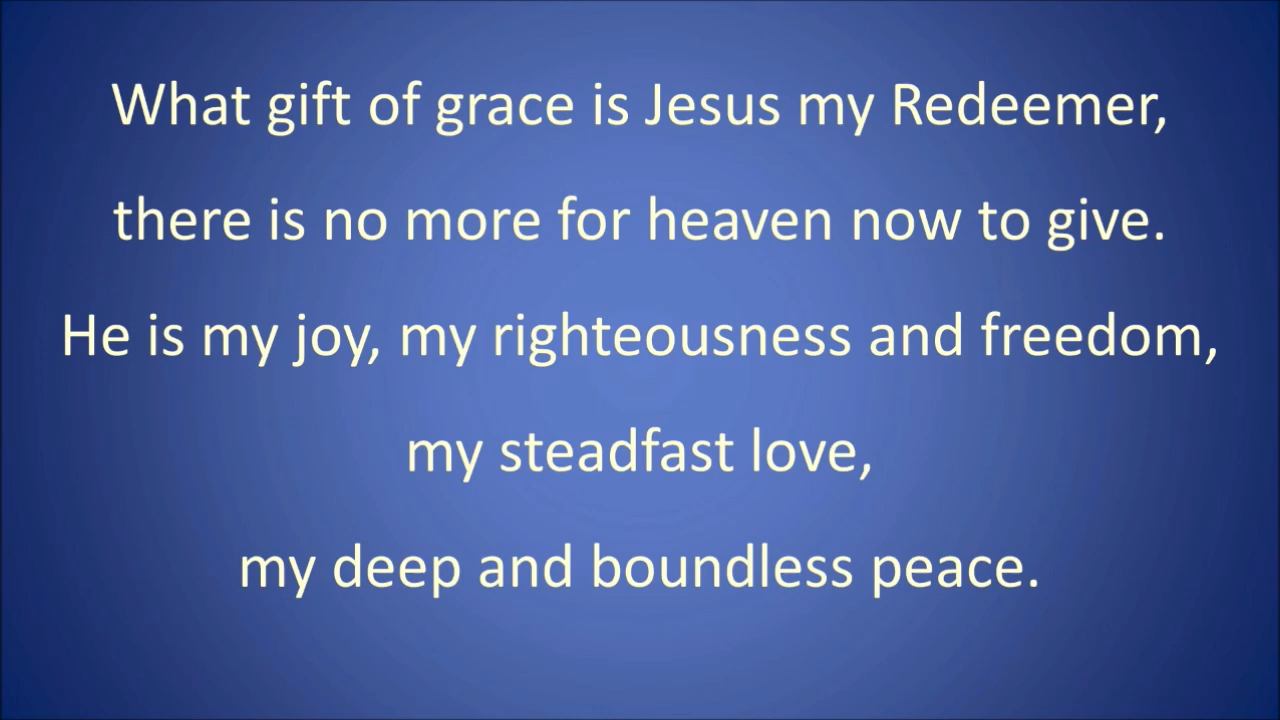 What gift of grace is Jesus my Redeemer,
there is no more for heaven now to give.
He is my joy, my righteousness and freedom,
my steadfast love,
my deep and boundless peace.